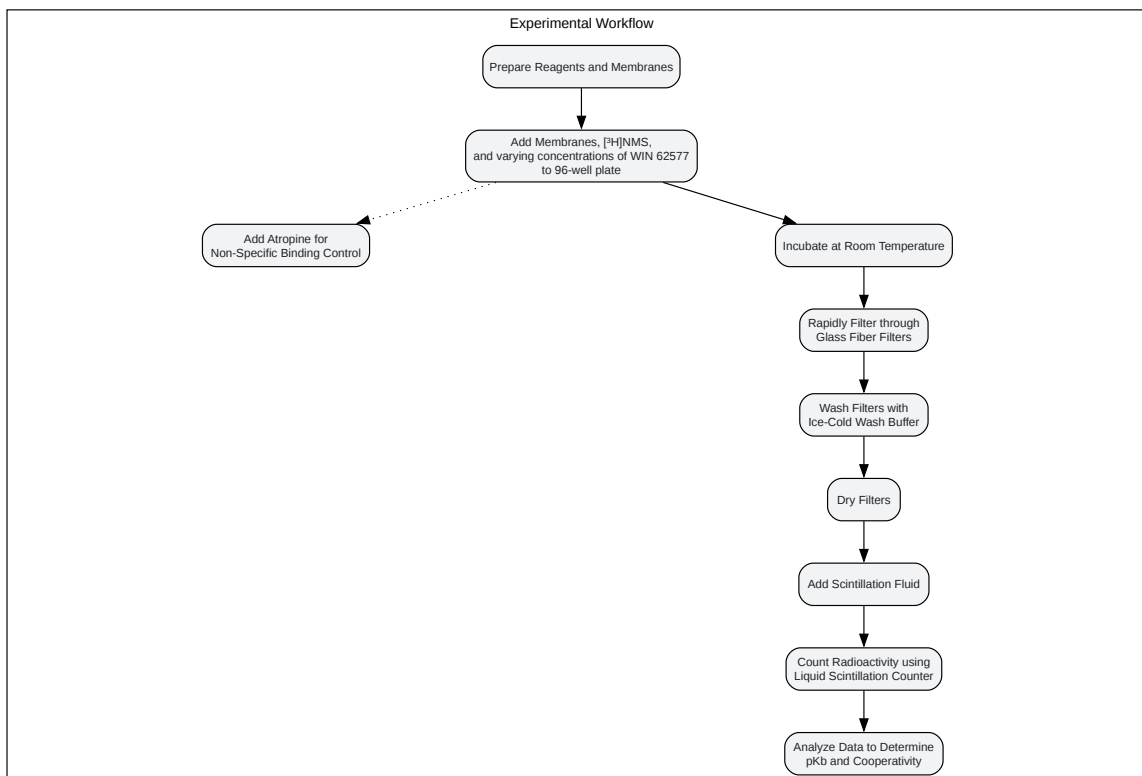 Experimental Workflow
Prepare Reagents and Membranes
Add Membranes, [³H]NMS,
and varying concentrations of WIN 62577
to 96-well plate
Add Atropine for
Non-Specific Binding Control
Incubate at Room Temperature
Rapidly Filter through
Glass Fiber Filters
Wash Filters with
Ice-Cold Wash Buffer
Dry Filters
Add Scintillation Fluid
Count Radioactivity using
Liquid Scintillation Counter
Analyze Data to Determine
pKb and Cooperativity